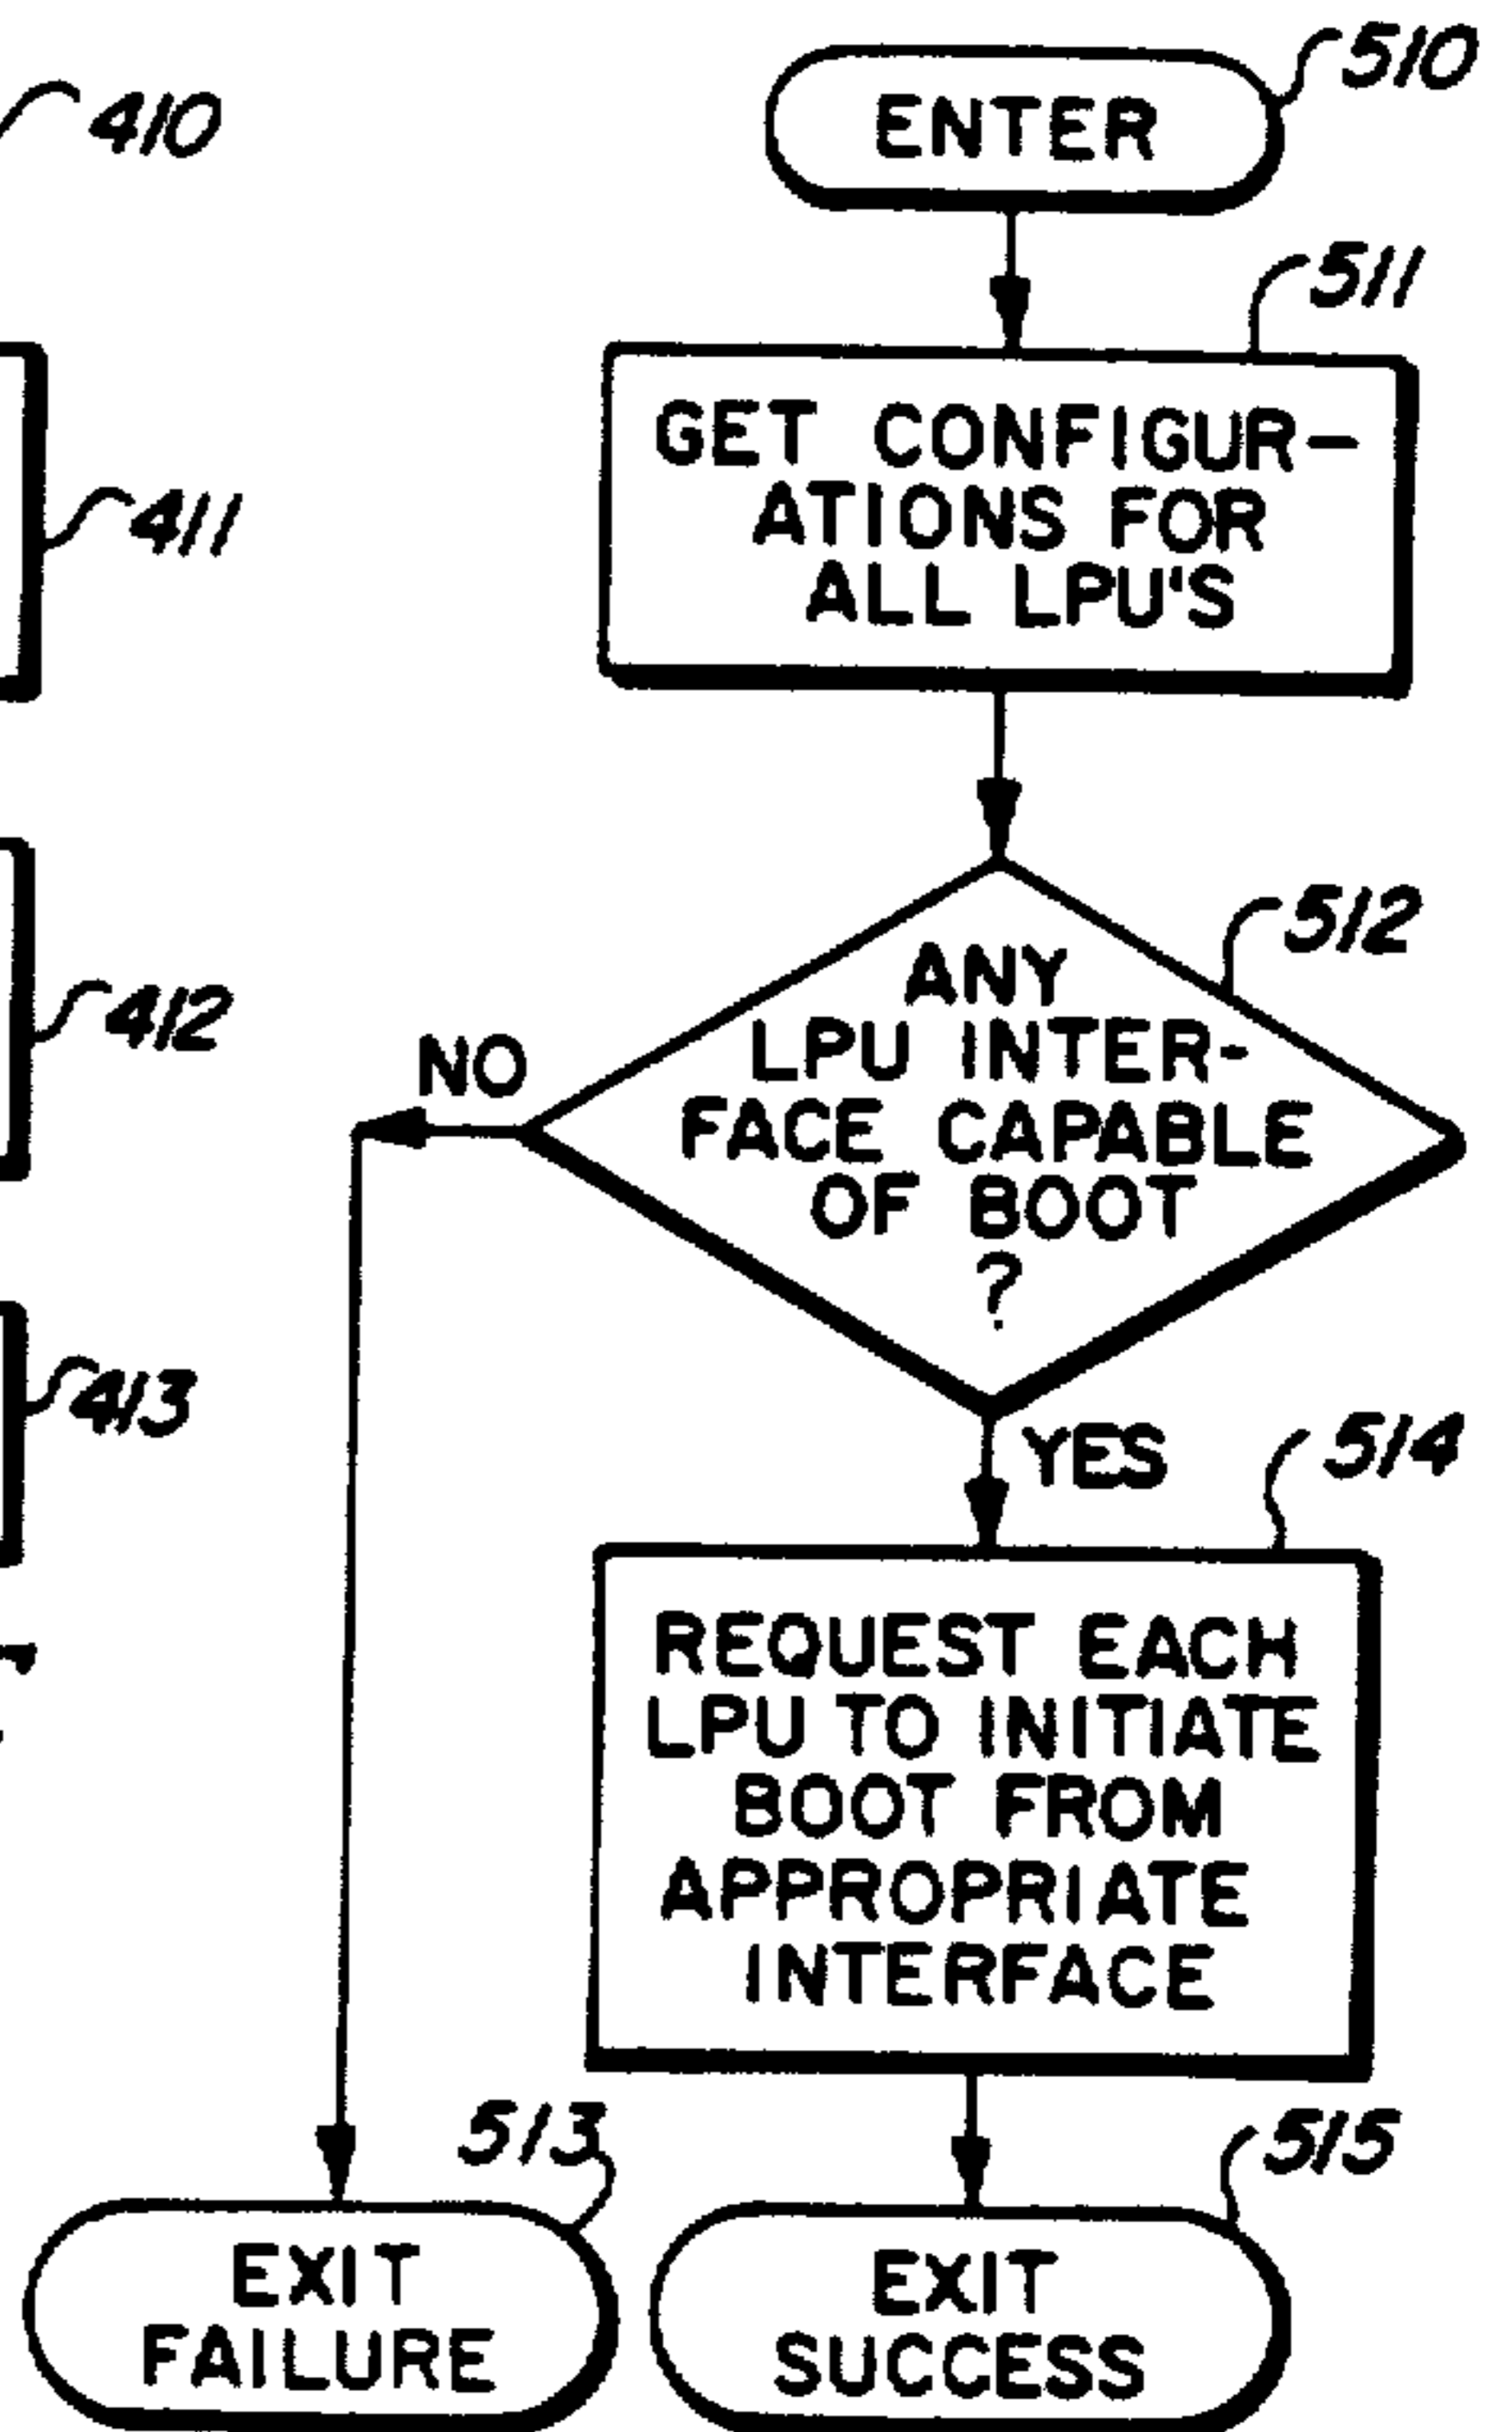 410
411
412
413
510
ENTER
511
GET CONFIGUR-
ATIONS FOR
ALL LPU'S
512
ANY
LPU INTER-
FACE CAPABLE
OF BOOT
?
NO
YES
514
REQUEST EACH
LPU TO INITIATE
BOOT FROM
APPROPRIATE
INTERFACE
513
EXIT
FAILURE
515
EXIT
SUCCESS